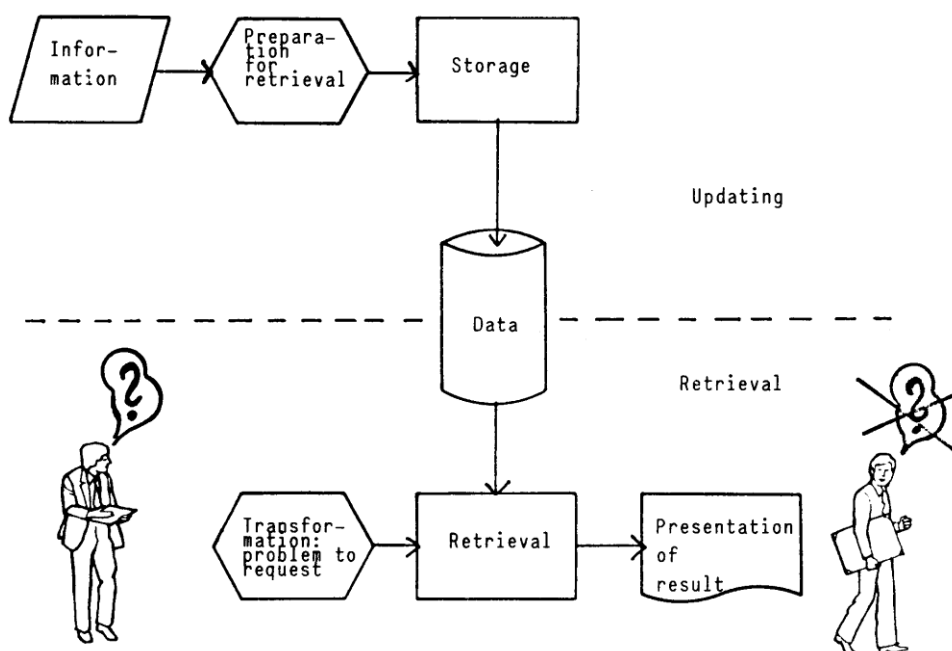 Infor-
mation
Prepara-
tion
for
retrieval
Storage
Updating
Data
?
Retrieval
?
Transfor-
mation:
problem to
request
Retrieval
Presentation
of
result